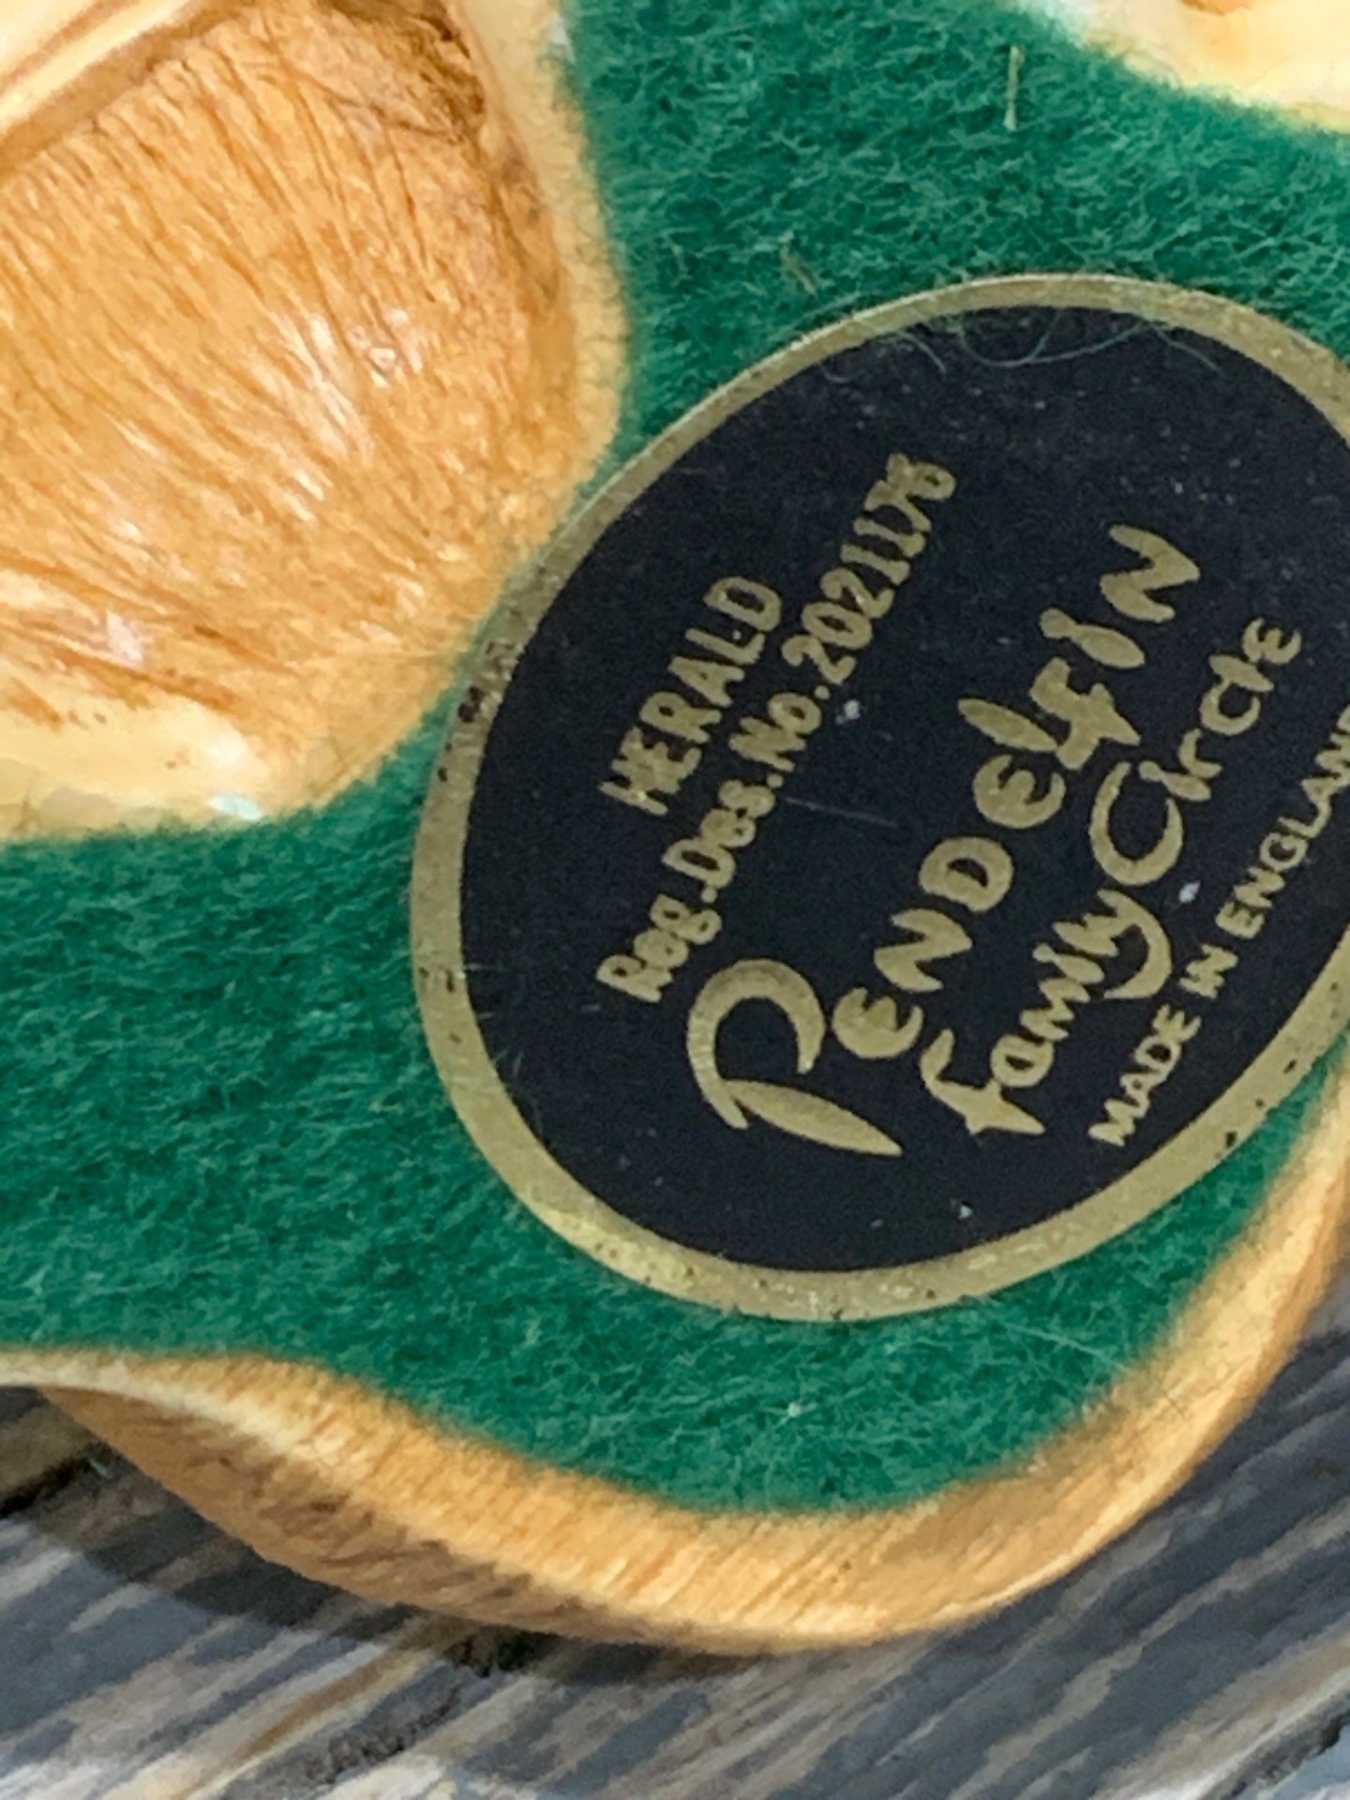 HERALD
Reg.Des.No.2021176
PENDELFIN
Family Circle
MADE IN ENGLAND